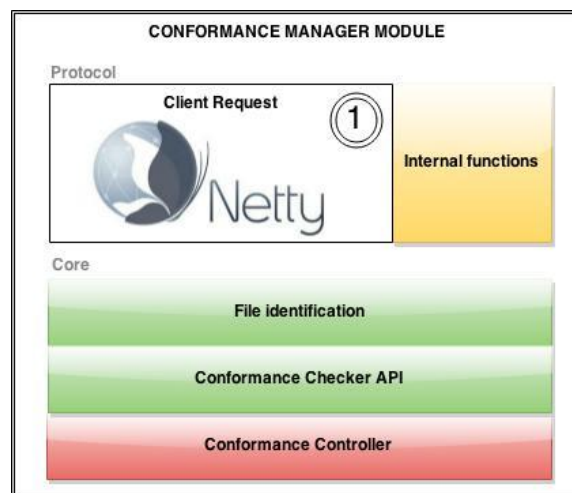 CONFORMANCE MANAGER MODULE
Protocol
Client Request
1
Netty
Internal functions
Core
File identification
Conformance Checker API
Conformance Controller